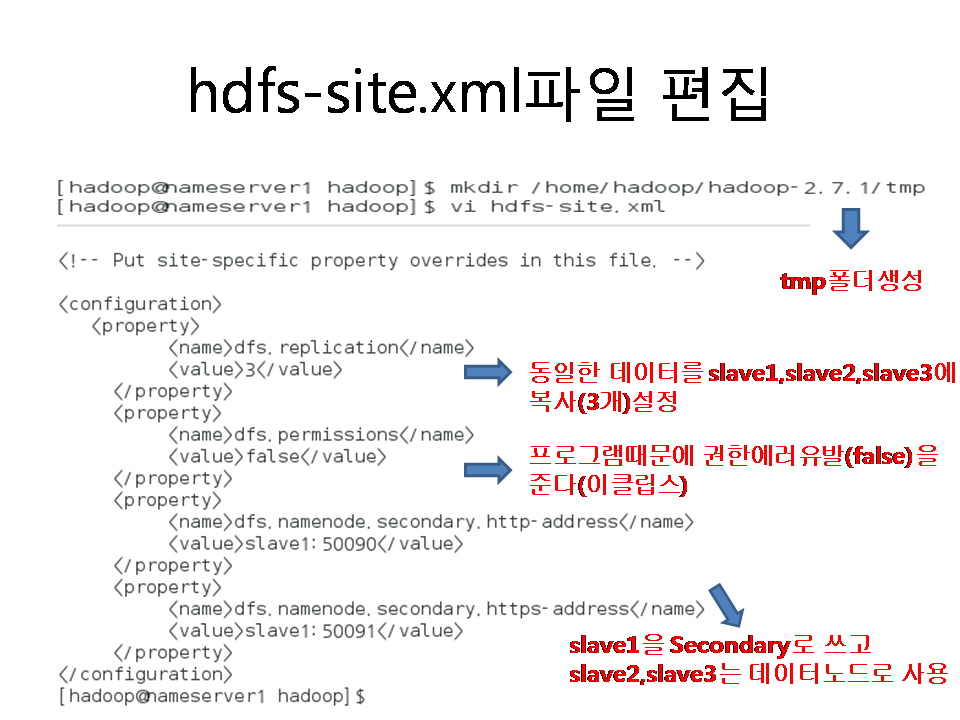 hdfs-site.xml파일 편집
[hadoop@nameserver1 hadoop]$ mkdir /home/hadoop/hadoop-2.7.1/tmp
[hadoop@nameserver1 hadoop]$ vi hdfs-site.xml
<!-- Put site-specific property overrides in this file. -->
tmp폴더생성
<configuration>
<property>
<name>dfs.replication</name>
<value>3</value>
</property>
동일한 데이터를 slave1,slave2,slave3에
복사(3개)설정
<property>
<name>dfs.permissions</name>
<value>false</value>
</property>
프로그램때문에 권한에러유발(false)을
준다(이클립스)
<property>
<name>dfs.namenode.secondary.http-address</name>
<value>slave1:50090</value>
</property>
<property>
<name>dfs.namenode.secondary.https-address</name>
<value>slave1:50091</value>
</property>
slave1을 Secondary로 쓰고
slave2,slave3는 데이터노드로 사용
</configuration>
[hadoop@nameserver1 hadoop]$